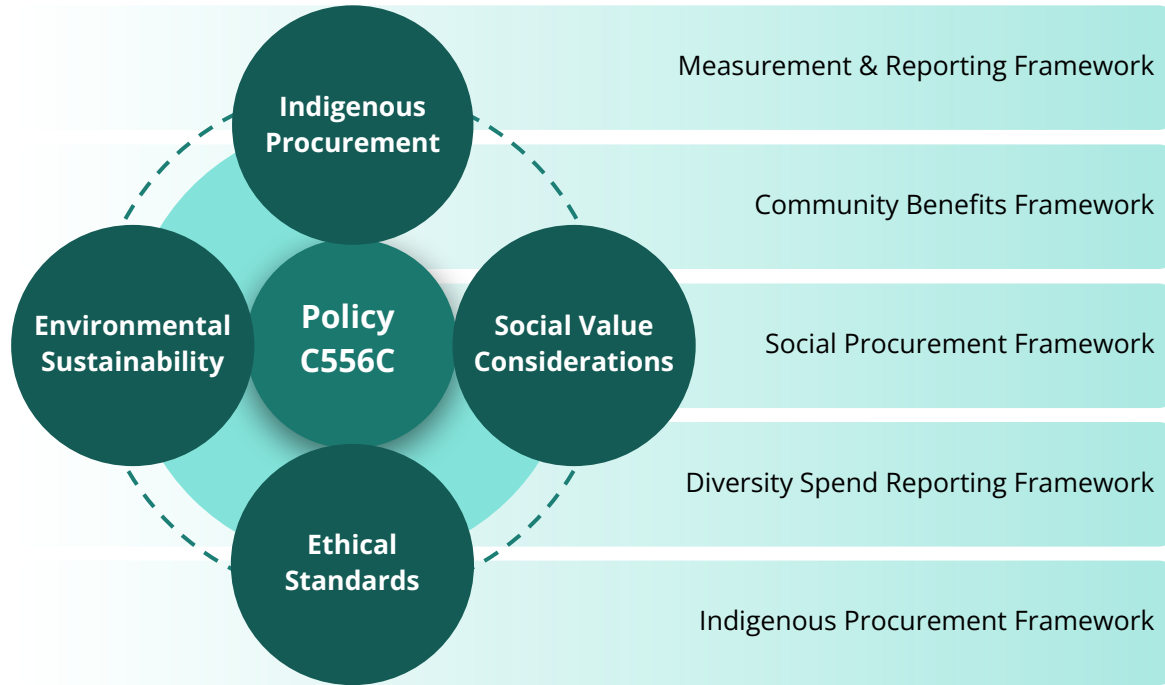 Indigenous
Procurement
Environmental
Sustainability
Policy
C556C
Social Value
Considerations
Ethical
Standards
Measurement & Reporting Framework
Community Benefits Framework
Social Procurement Framework
Diversity Spend Reporting Framework
Indigenous Procurement Framework